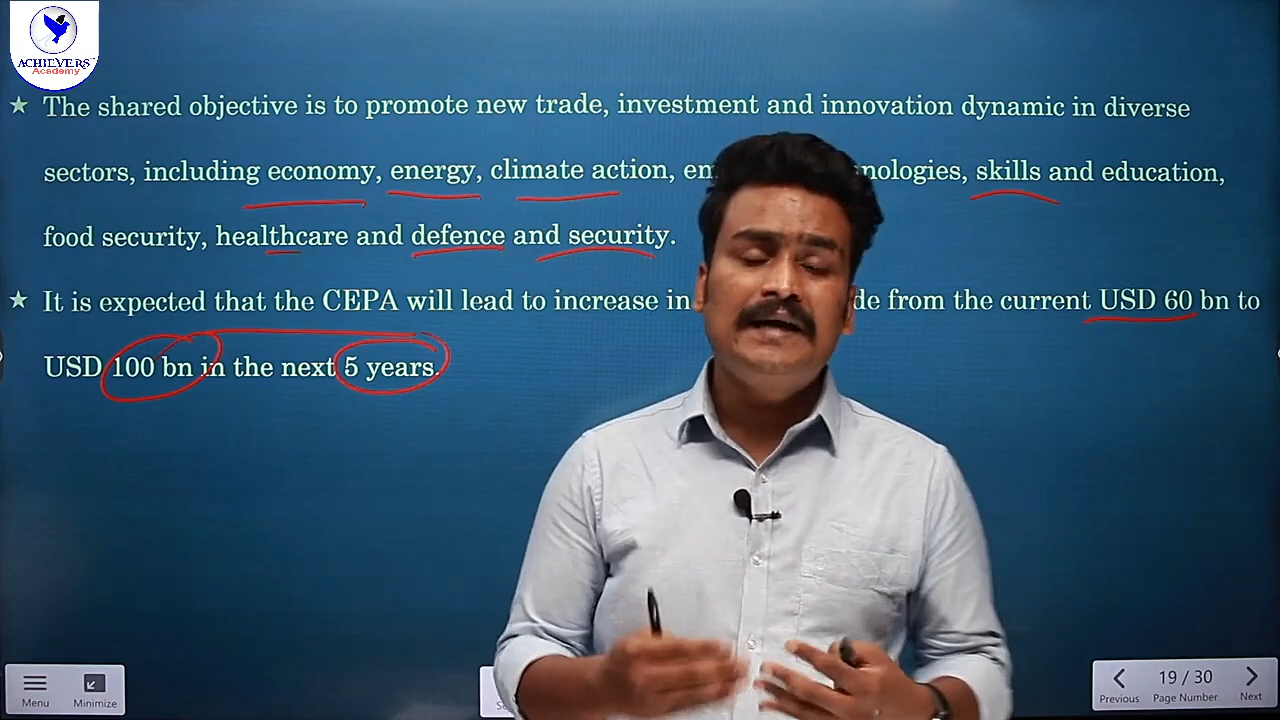 ACHIEVERS
Academy
★ The shared objective is to promote new trade, investment and innovation dynamic in diverse
sectors, including economy, energy, climate action, skills and education,
food security, healthcare and defence and security.
★ It is expected that the CEPA will lead to increase in from the current USD 60 bn to
USD 100 bn in the next 5 years.
Menu Minimize
19 / 30
Previous Page Number Next